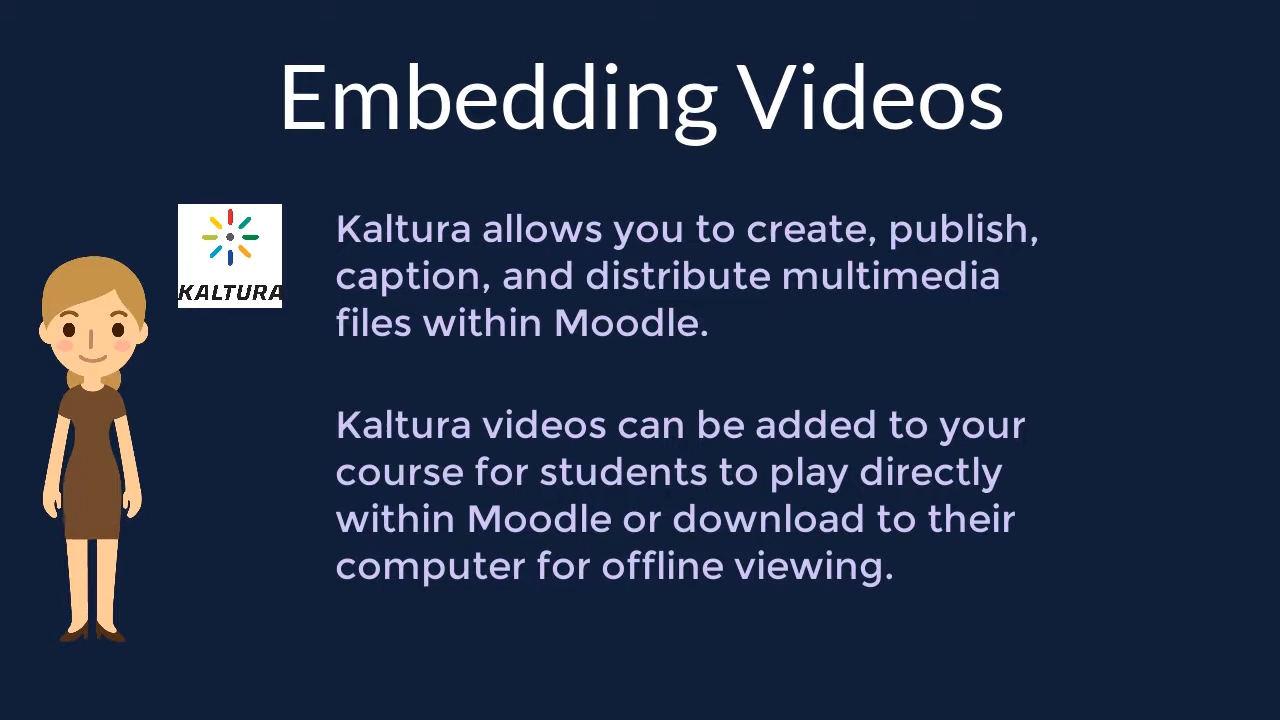 Embedding Videos
KALTURA
Kaltura allows you to create, publish,
caption, and distribute multimedia
files within Moodle.
Kaltura videos can be added to your
course for students to play directly
within Moodle or download to their
computer for offline viewing.